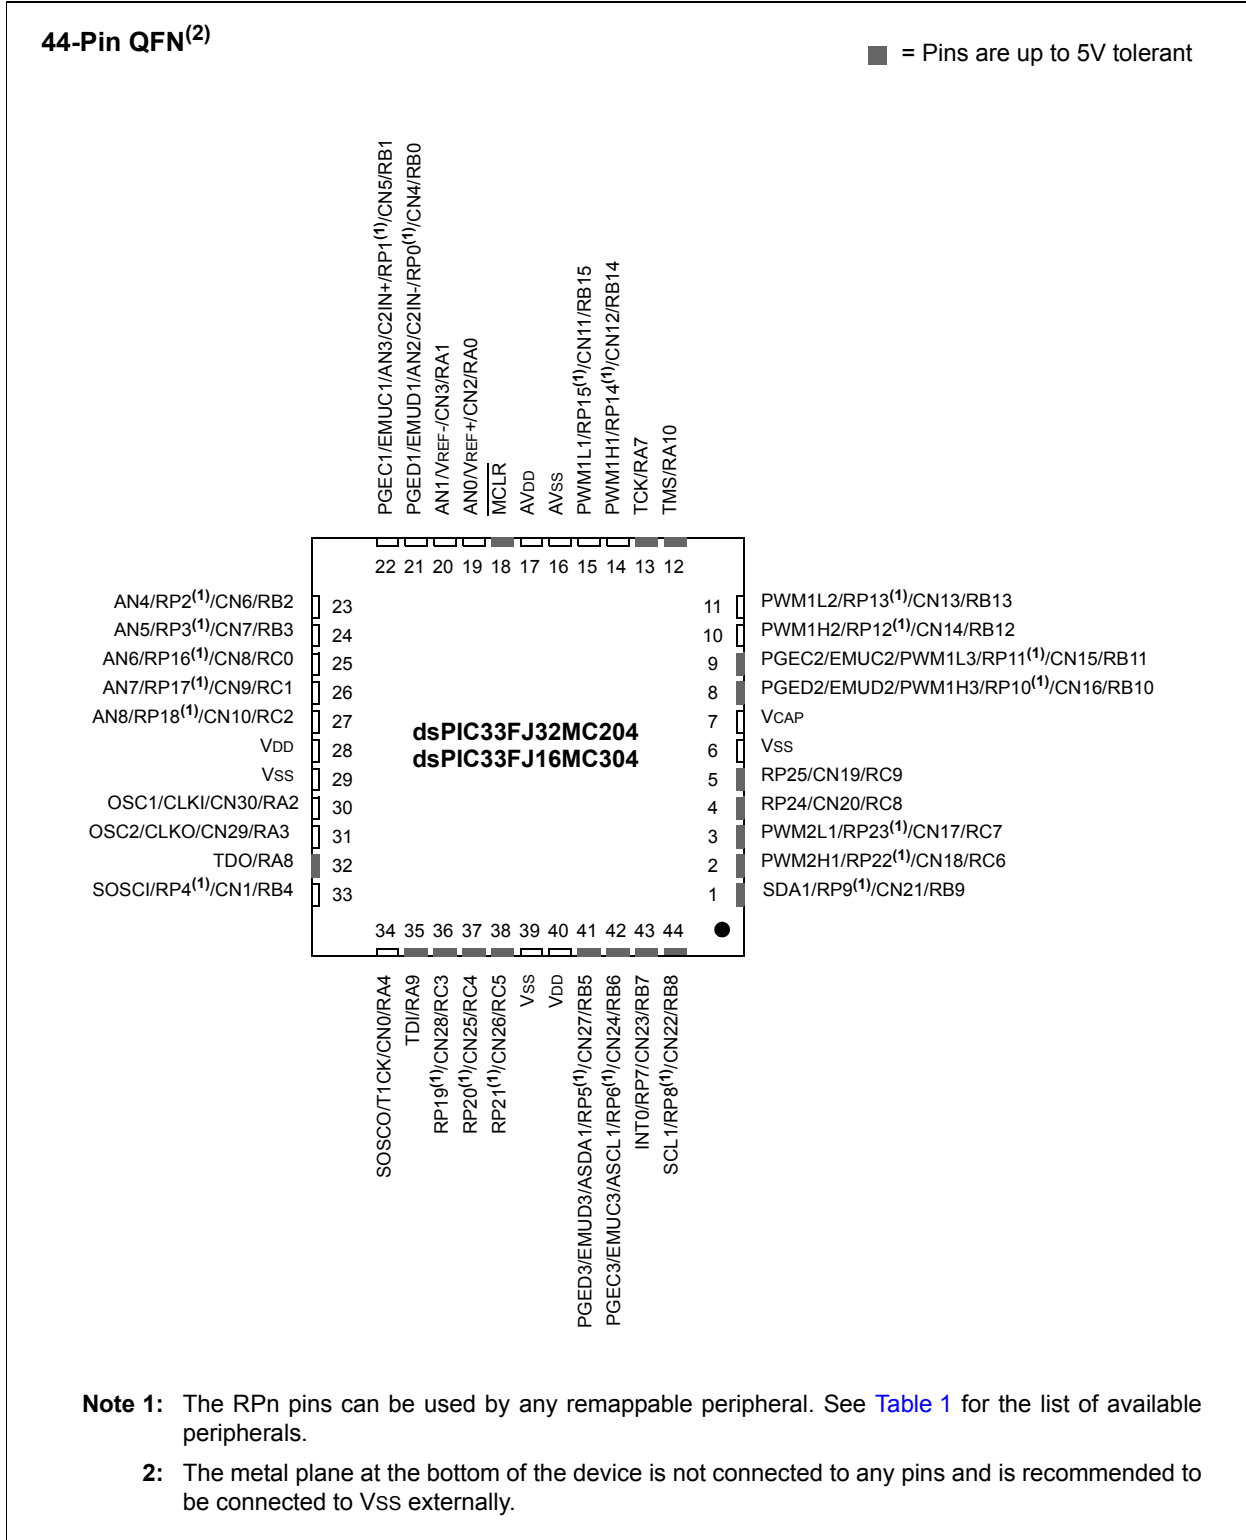 44-Pin QFN(2)
= Pins are up to 5V tolerant
PGEC1/EMUC1/AN3/C2IN+/RP1(1)/CN5/RB1
PGED1/EMUD1/AN2/C2IN-/RP0(1)/CN4/RB0
AN1/VREF-/CN3/RA1
AN0/VREF+/CN2/RA0
MCLR
AVDD
AVSS
PWM1L1/RP15(1)/CN11/RB15
PWM1H1/RP14(1)/CN12/RB14
TCK/RA7
TMS/RA10
22 21 20 19 18 17 16 15 14 13 12
AN4/RP2(1)/CN6/RB2 23
AN5/RP3(1)/CN7/RB3 24
AN6/RP16(1)/CN8/RC0 25
AN7/RP17(1)/CN9/RC1 26
AN8/RP18(1)/CN10/RC2 27
VDD 28
VSS 29
OSC1/CLKI/CN30/RA2 30
OSC2/CLKO/CN29/RA3 31
TDO/RA8 32
SOSCI/RP4(1)/CN1/RB4 33
dsPIC33FJ32MC204
dsPIC33FJ16MC304
11 PWM1L2/RP13(1)/CN13/RB13
10 PWM1H2/RP12(1)/CN14/RB12
9 PGEC2/EMUC2/PWM1L3/RP11(1)/CN15/RB11
8 PGED2/EMUD2/PWM1H3/RP10(1)/CN16/RB10
7 VCAP
6 VSS
5 RP25/CN19/RC9
4 RP24/CN20/RC8
3 PWM2L1/RP23(1)/CN17/RC7
2 PWM2H1/RP22(1)/CN18/RC6
1 SDA1/RP9(1)/CN21/RB9
34 35 36 37 38 39 40 41 42 43 44
SOSCO/T1CK/CN0/RA4
TDI/RA9
RP19(1)/CN28/RC3
RP20(1)/CN25/RC4
RP21(1)/CN26/RC5
VSS
VDD
PGED3/EMUD3/ASDA1/RP5(1)/CN27/RB5
PGEC3/EMUC3/ASCL1/RP6(1)/CN24/RB6
INT0/RP7/CN23/RB7
SCL1/RP8(1)/CN22/RB8
Note 1: The RPn pins can be used by any remappable peripheral. See Table 1 for the list of available
peripherals.
2: The metal plane at the bottom of the device is not connected to any pins and is recommended to
be connected to VSS externally.